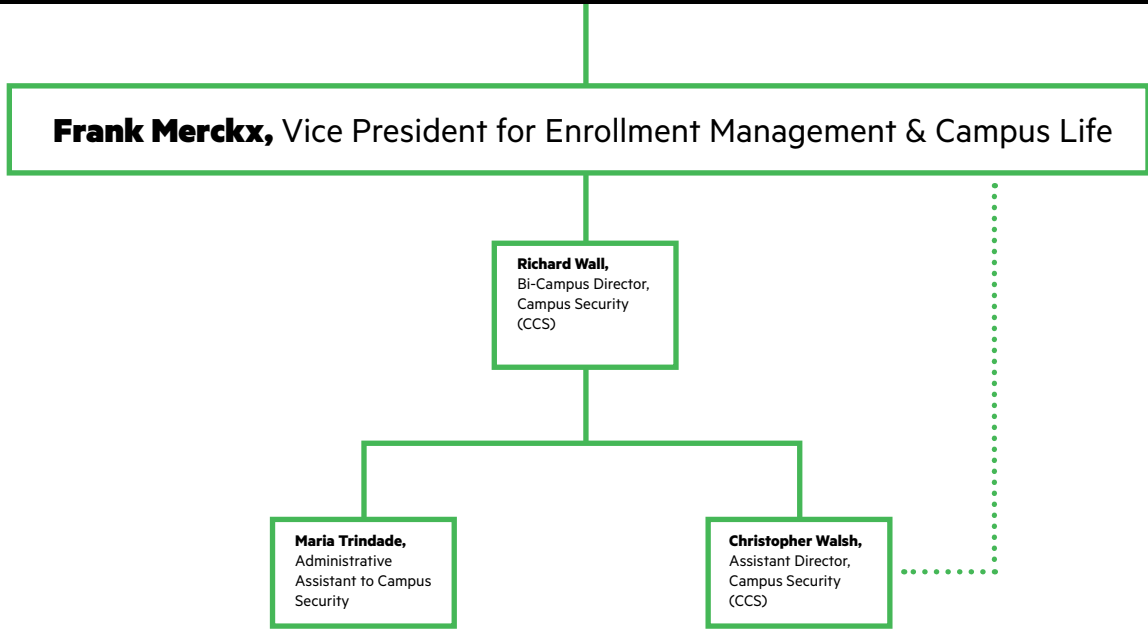 Frank Merckx, Vice President for Enrollment Management & Campus Life
Richard Wall,
Bi-Campus Director,
Campus Security
(CCS)
Maria Trindade,
Administrative
Assistant to Campus
Security
Christopher Walsh,
Assistant Director,
Campus Security
(CCS)